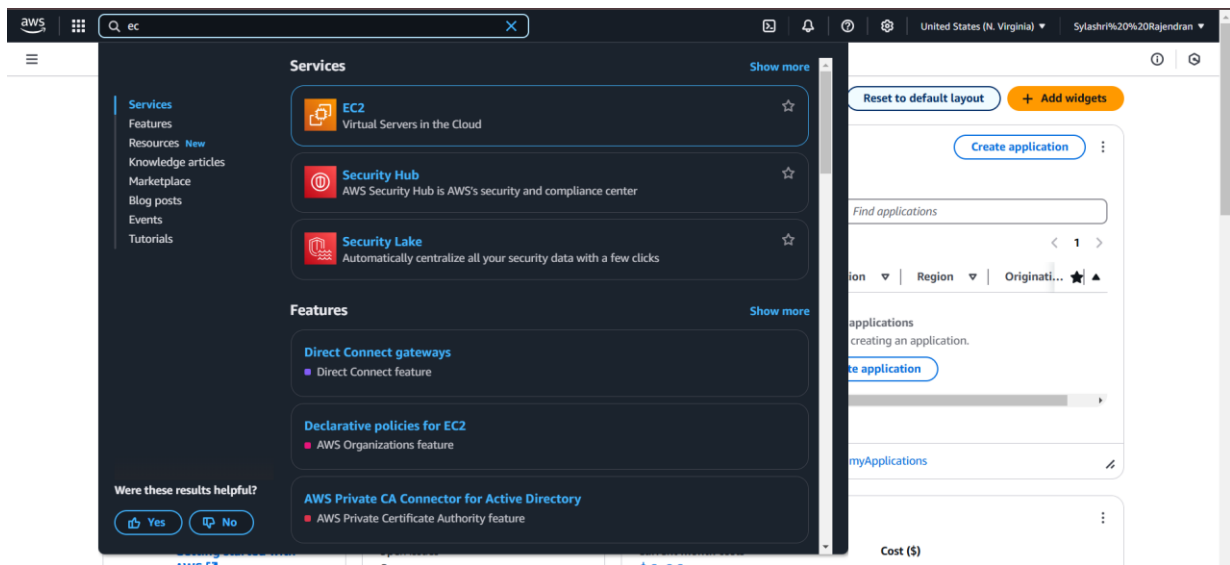 aws
ec
United States (N. Virginia)
Sylashri%20%20Rajendran
Services
Features
Resources New
Knowledge articles
Marketplace
Blog posts
Events
Tutorials
Were these results helpful?
Yes
No
Services
Show more
EC2
Virtual Servers in the Cloud
Security Hub
AWS Security Hub is AWS's security and compliance center
Security Lake
Automatically centralize all your security data with a few clicks
Features
Show more
Direct Connect gateways
Direct Connect feature
Declarative policies for EC2
AWS Organizations feature
AWS Private CA Connector for Active Directory
AWS Private Certificate Authority feature
Reset to default layout
+ Add widgets
Create application
Find applications
1
ion
Region
Originati...
applications
creating an application.
te application
myApplications
Cost ($)